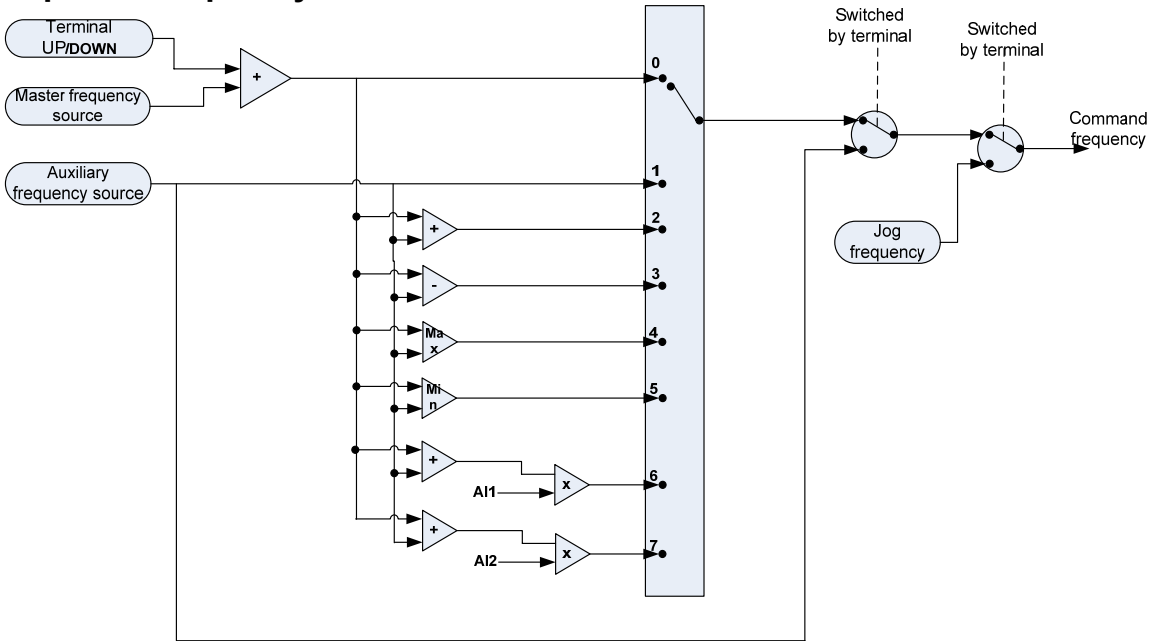 Terminal
UP/DOWN
+
Master frequency
source
Auxiliary
frequency source
0
1
2
3
4
5
6
7
+
-
Ma
x
Mi
n
+
AI1
x
+
AI2
x
Switched
by terminal
Switched
by terminal
Command
frequency
Jog
frequency